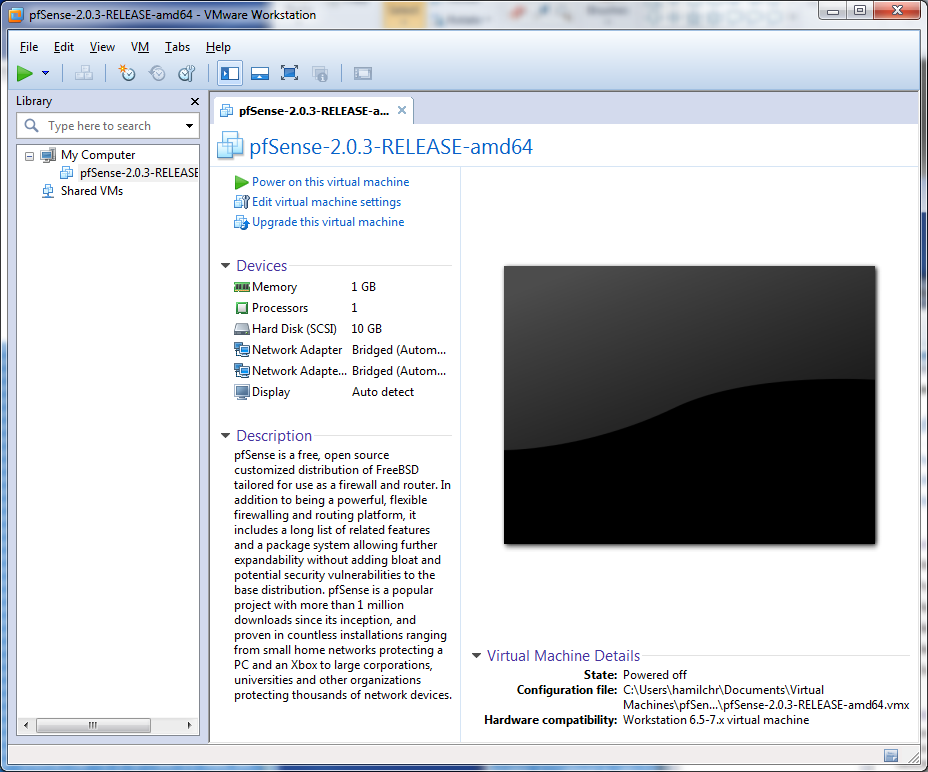 pfSense-2.0.3-RELEASE-amd64 - VMware Workstation
File Edit View VM Tabs Help
Library
Type here to search
My Computer
pfSense-2.0.3-RELEASE
Shared VMs
pfSense-2.0.3-RELEASE-a...
pfSense-2.0.3-RELEASE-amd64
Power on this virtual machine
Edit virtual machine settings
Upgrade this virtual machine
Devices
Memory 1 GB
Processors 1
Hard Disk (SCSI) 10 GB
Network Adapter Bridged (Autom...
Network Adapte... Bridged (Autom...
Display Auto detect
Description
pfSense is a free, open source
customized distribution of FreeBSD
tailored for use as a firewall and router. In
addition to being a powerful, flexible
firewalling and routing platform, it
includes a long list of related features
and a package system allowing further
expandability without adding bloat and
potential security vulnerabilities to the
base distribution. pfSense is a popular
project with more than 1 million
downloads since its inception, and
proven in countless installations ranging
from small home networks protecting a
PC and an Xbox to large corporations,
universities and other organizations
protecting thousands of network devices.
Virtual Machine Details
State: Powered off
Configuration file: C:\Users\hamilchr\Documents\Virtual
Machines\pfSen...\pfSense-2.0.3-RELEASE-amd64.vmx
Hardware compatibility: Workstation 6.5-7.x virtual machine